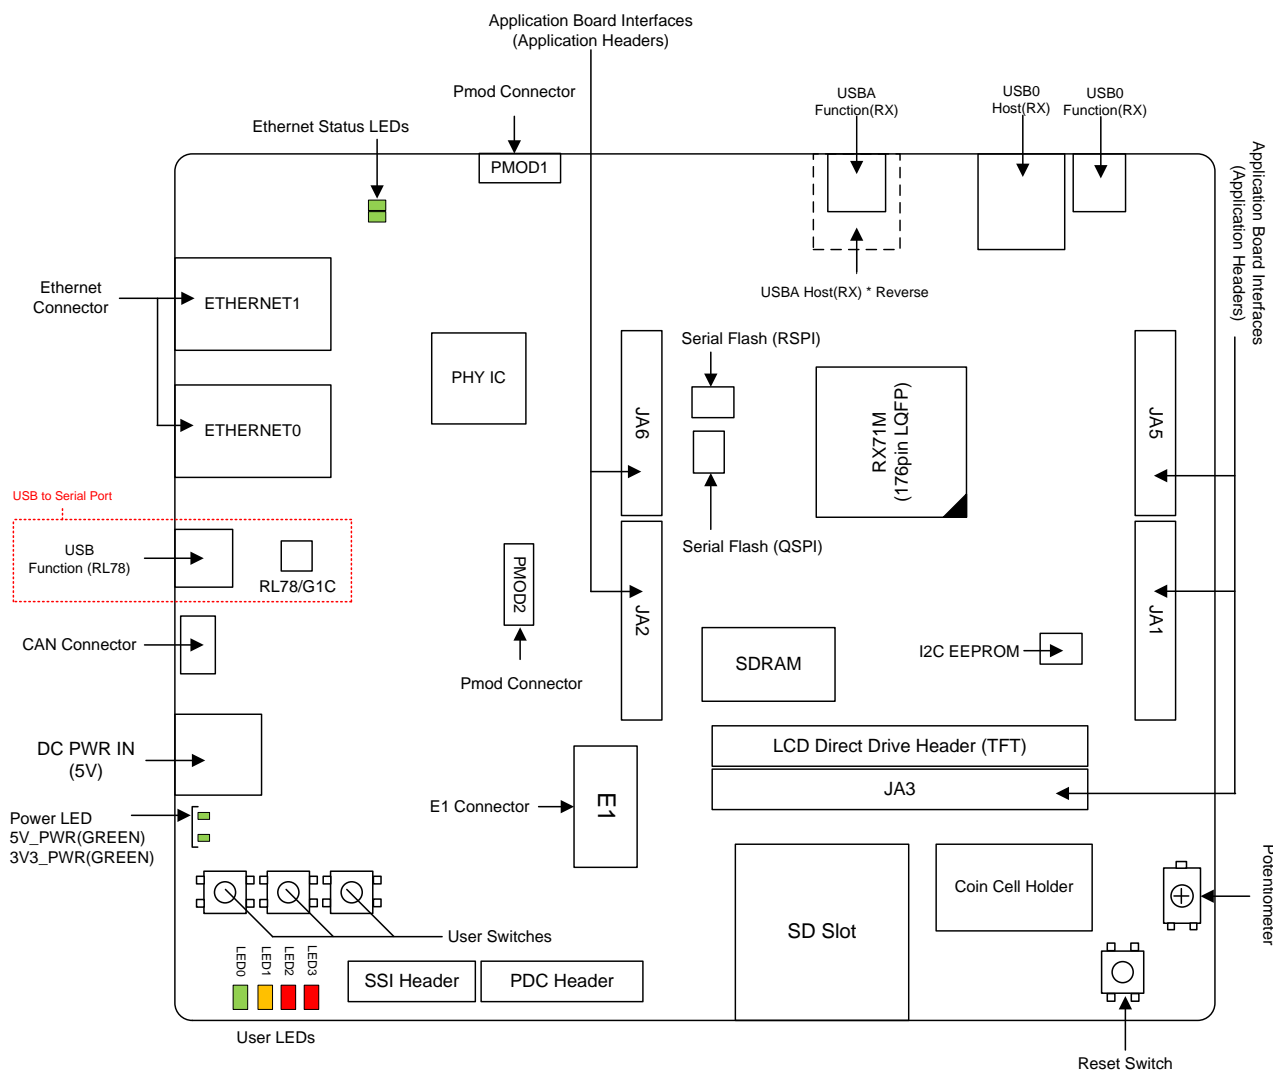 Application Board Interfaces
(Application Headers)
Pmod Connector
USBA
Function(RX)
USB0
Host(RX)
USB0
Function(RX)
Ethernet Status LEDs
PMOD1
Application Board Interfaces
(Application Headers)
Ethernet
Connector
ETHERNET1
USBA Host(RX) * Reverse
Serial Flash (RSPI)
PHY IC
JA6
RX71M
(176pin LQFP)
JA5
ETHERNET0
USB to Serial Port
Serial Flash (QSPI)
USB
Function (RL78)
RL78/G1C
PMOD2
JA2
JA1
CAN Connector
SDRAM
I2C EEPROM
Pmod Connector
DC PWR IN
(5V)
LCD Direct Drive Header (TFT)
JA3
E1 Connector
E1
Power LED
5V_PWR(GREEN)
3V3_PWR(GREEN)
Coin Cell Holder
Potentiometer
SD Slot
User Switches
LED0
LED1
LED2
LED3
SSI Header
PDC Header
User LEDs
Reset Switch